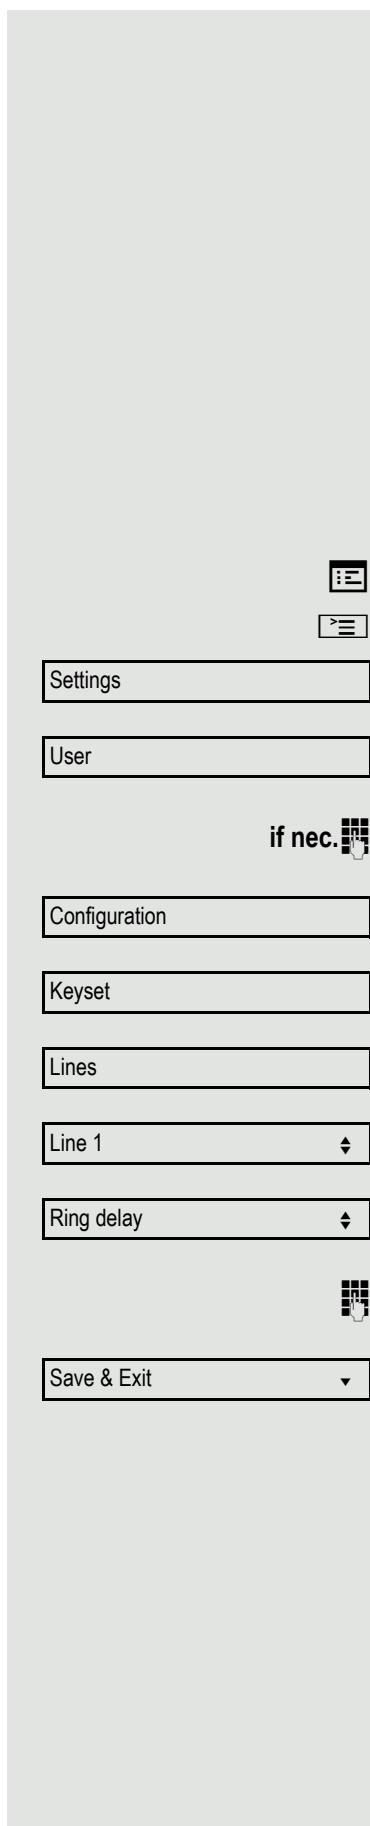 Settings
User
if nec.
Configuration
Keyset
Lines
Line 1
Ring delay
Save & Exit